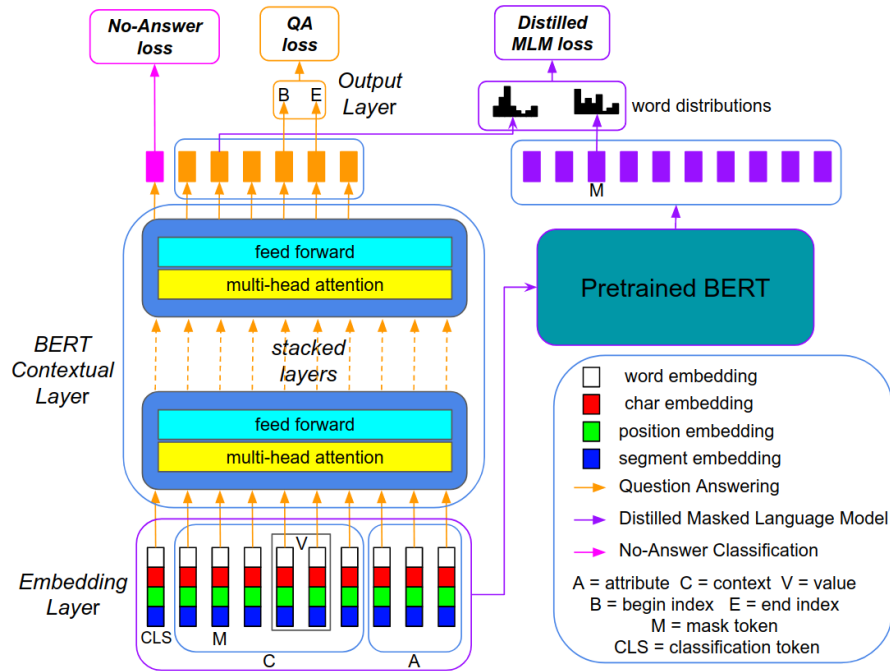 No-Answer
loss
QA
loss
Distilled
MLM loss
Output
Layer
B E
word distributions
M
feed forward
multi-head attention
Pretrained BERT
BERT
Contextual
Layer
stacked
layers
feed forward
multi-head attention
word embedding
char embedding
position embedding
segment embedding
Question Answering
Distilled Masked Language Model
No-Answer Classification
A = attribute C = context V = value
B = begin index E = end index
M = mask token
CLS = classification token
V
Embedding
Layer
CLS M
C A